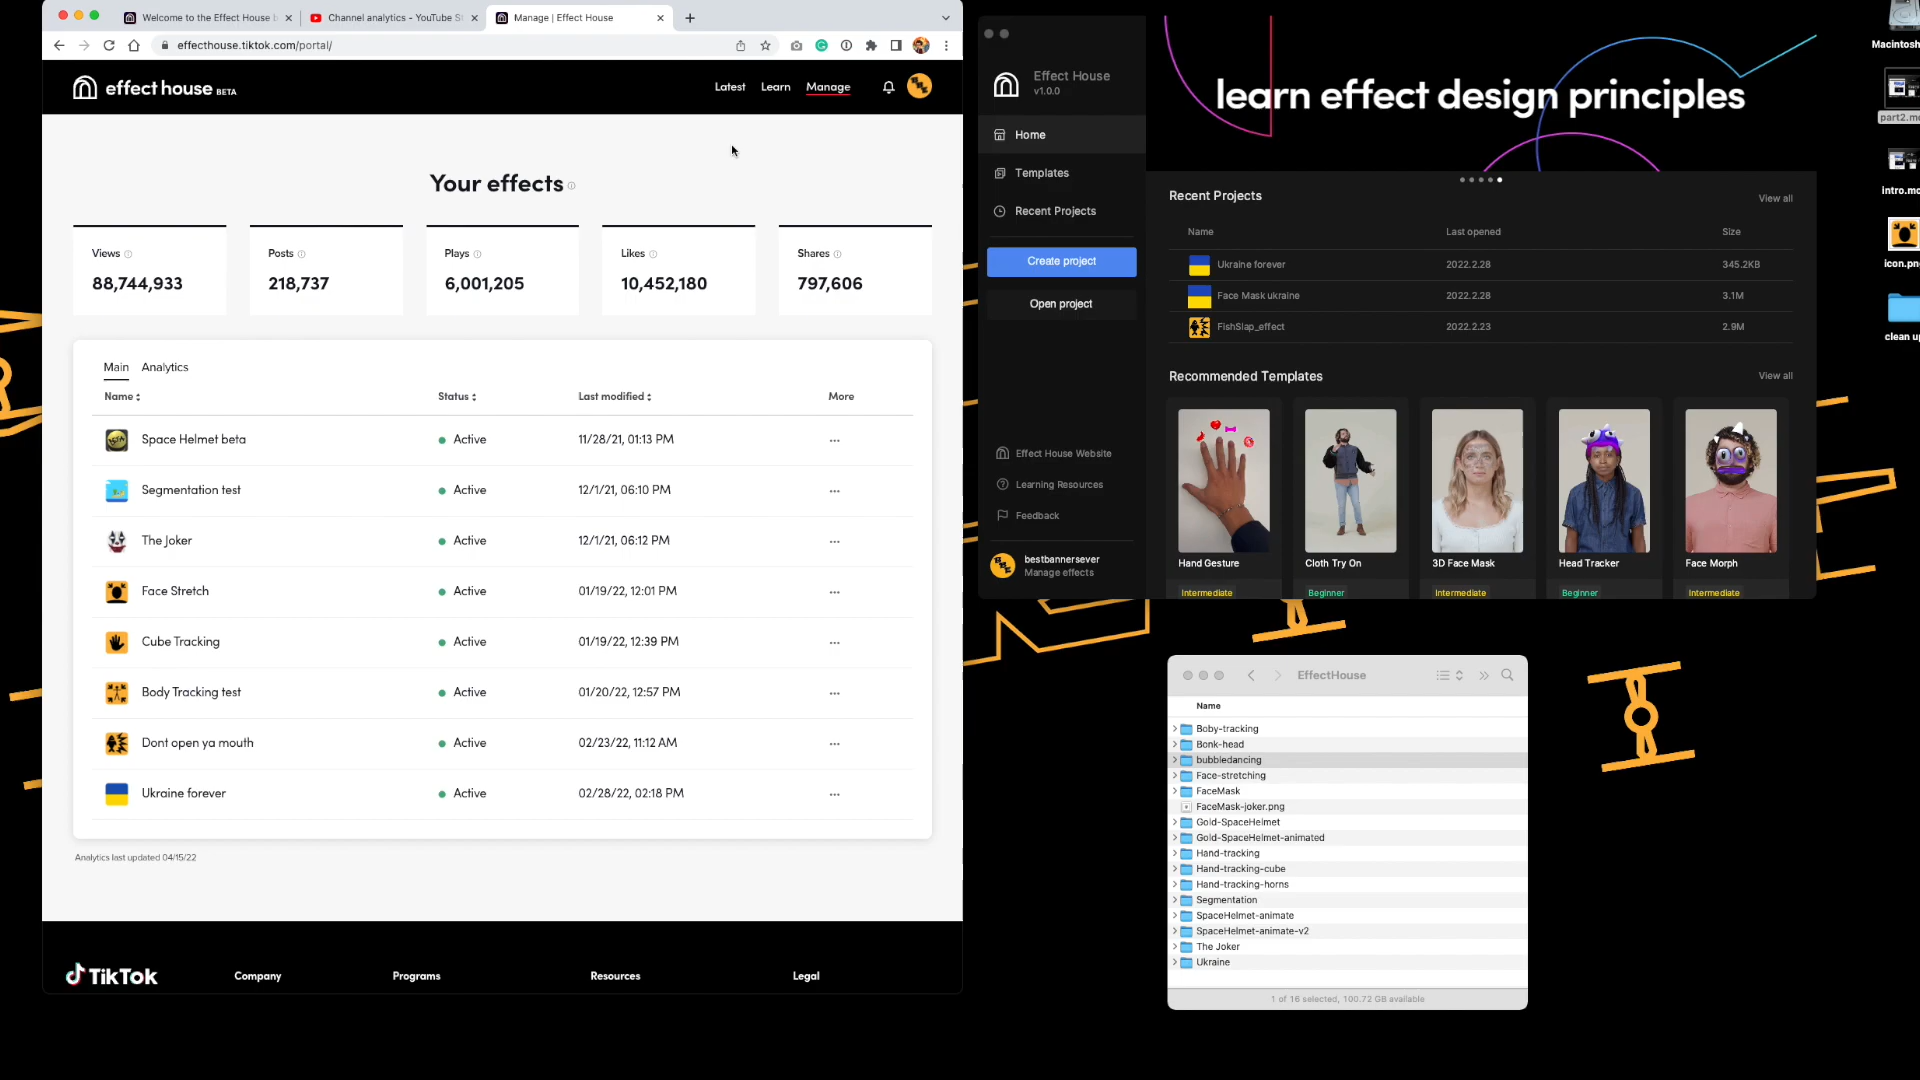 Welcome to the Effect House b
Channel analytics - YouTube St
Manage | Effect House
effecthouse.tiktok.com/portal/
effect house BETA
Latest
Learn
Manage
Your effects
Views
88,744,933
Posts
218,737
Plays
6,001,205
Likes
10,452,180
Shares
797,606
Main
Analytics
Name
Status
Last modified
More
Space Helmet beta
Active
11/28/21, 01:13 PM
Segmentation test
Active
12/1/21, 06:10 PM
The Joker
Active
12/1/21, 06:12 PM
Face Stretch
Active
01/19/22, 12:01 PM
Cube Tracking
Active
01/19/22, 12:39 PM
Body Tracking test
Active
01/20/22, 12:57 PM
Dont open ya mouth
Active
02/23/22, 11:12 AM
Ukraine forever
Active
02/28/22, 02:18 PM
Analytics last updated 04/15/22
TikTok
Company
Programs
Resources
Legal
Effect House
v1.0.0
Home
Templates
Recent Projects
Create project
Open project
Effect House Website
Learning Resources
Feedback
bestbannersever
Manage effects
learn effect design principles
Recent Projects
View all
Name
Last opened
Size
Ukraine forever
2022.2.28
345.2KB
Face Mask ukraine
2022.2.28
3.1M
FishSlap_effect
2022.2.23
2.9M
Recommended Templates
View all
Hand Gesture
Intermediate
Cloth Try On
Beginner
3D Face Mask
Intermediate
Head Tracker
Beginner
Face Morph
Intermediate
EffectHouse
Name
Boby-tracking
Bonk-head
bubbledancing
Face-stretching
FaceMask
FaceMask-joker.png
Gold-SpaceHelmet
Gold-SpaceHelmet-animated
Hand-tracking
Hand-tracking-cube
Hand-tracking-horns
Segmentation
SpaceHelmet-animate
SpaceHelmet-animate-v2
The Joker
Ukraine
1 of 16 selected, 100.72 GB available
Macintosh
part2.mo
intro.mo
icon.pn
clean up